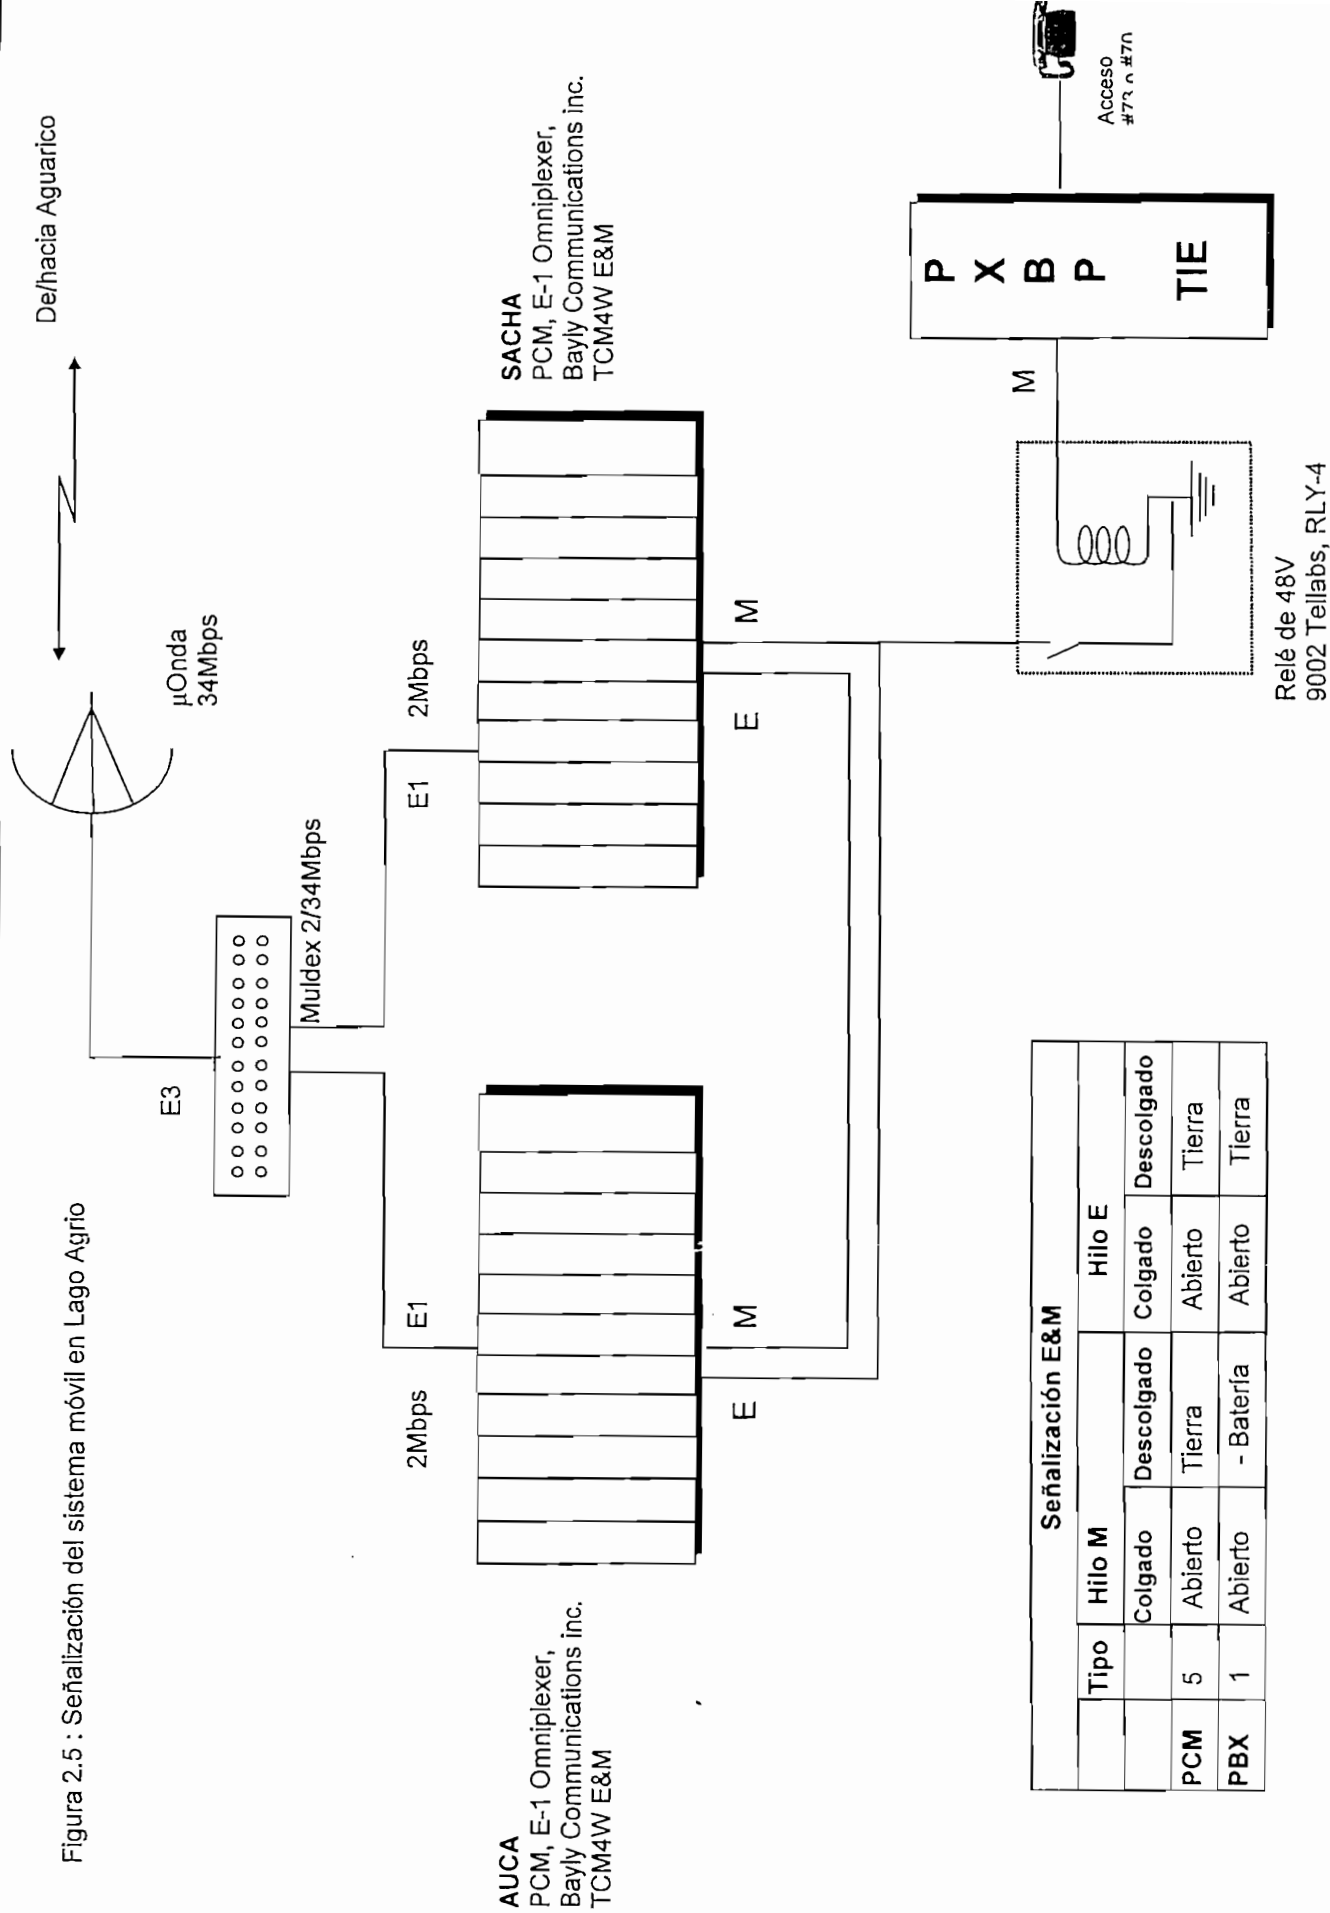 Figura 2.5 : Señalización del sistema móvil en Lago Agrio
De/hacia Aguarico
µOnda
34Mbps
E3
Muldex 2/34Mbps
2Mbps
E1
E1
2Mbps
AUCA
PCM, E-1 Omniplexer,
Bayly Communications inc.
TCM4W E&M
SACHA
PCM, E-1 Omniplexer,
Bayly Communications inc.
TCM4W E&M
E
M
E
M
M
P
X
B
P
TIE
Acceso
Relé de 48V
9002 Tellabs, RLY-4
Señalización E&M
Tipo Hilo M Hilo E
Colgado Descolgado Colgado Descolgado
PCM 5 Abierto Tierra Abierto Tierra
PBX 1 Abierto - Batería Abierto Tierra